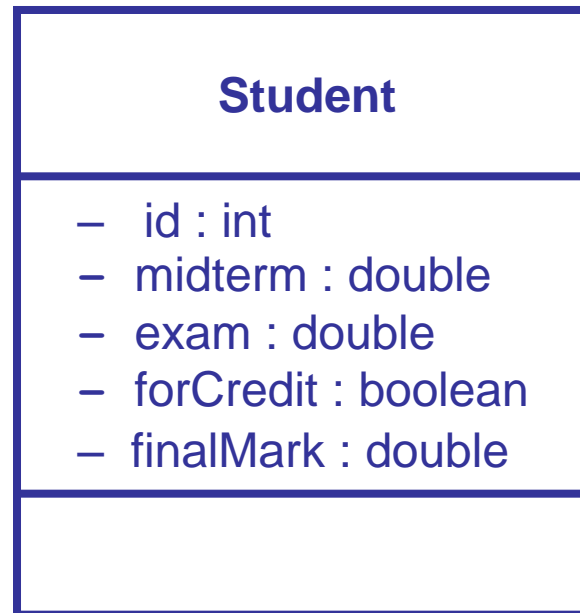 Student
– id : int
– midterm : double
– exam : double
– forCredit : boolean
– finalMark : double